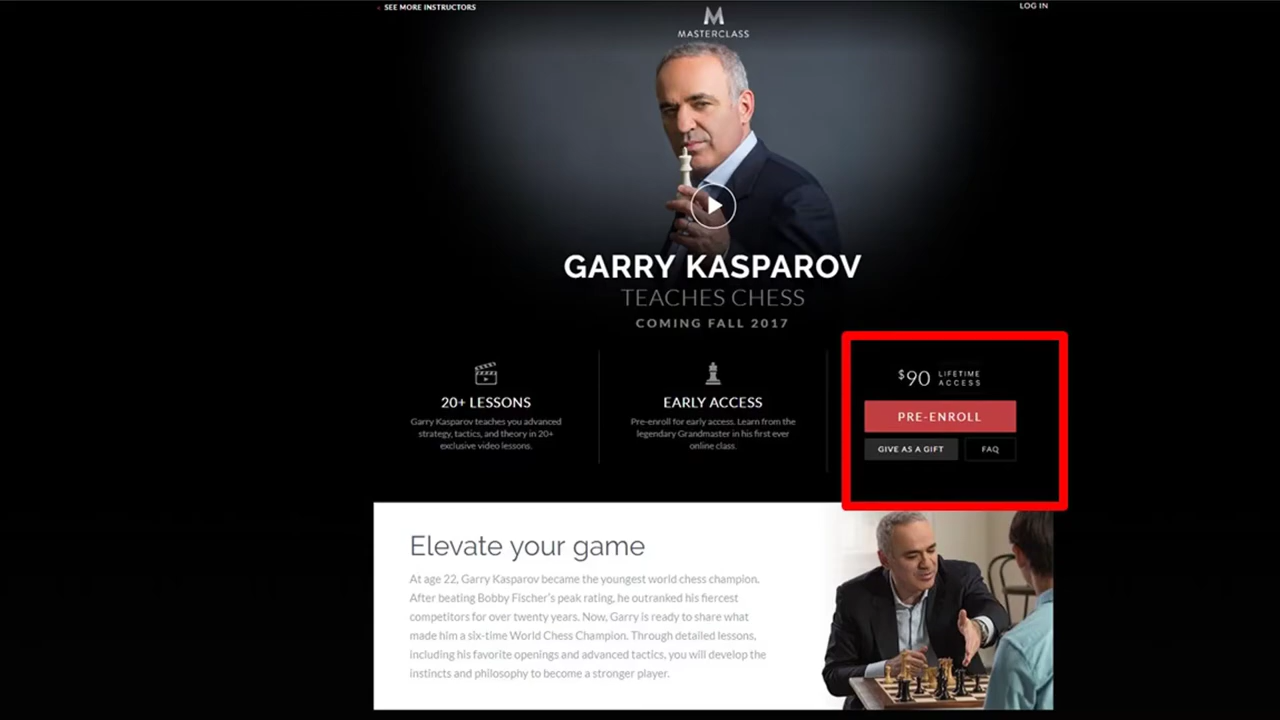 SEE MORE INSTRUCTORS
LOG IN
MASTERCLASS
GARRY KASPAROV
TEACHES CHESS
COMING FALL 2017
20+ LESSONS
Garry Kasparov teaches you advanced
strategy, tactics, and theory in 20+
exclusive video lessons.
EARLY ACCESS
Pre-enroll for early access. Learn from the
legendary Grandmaster in his first ever
online class.
$90 LIFETIME
ACCESS
PRE-ENROLL
GIVE AS A GIFT
FAQ
Elevate your game
At age 22, Garry Kasparov became the youngest world chess champion.
After beating Bobby Fischer's peak rating, he outranked his fiercest
competitors for over twenty years. Now, Garry is ready to share what
made him a six-time World Chess Champion. Through detailed lessons,
including his favorite openings and advanced tactics, you will develop the
instincts and philosophy to become a stronger player.